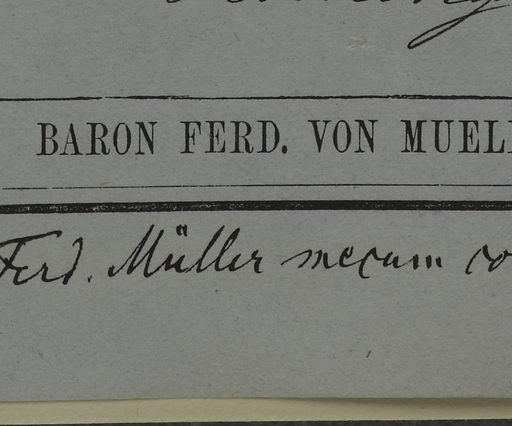 BARON FERD. VON MUEL
Ferd. Müller mecum co